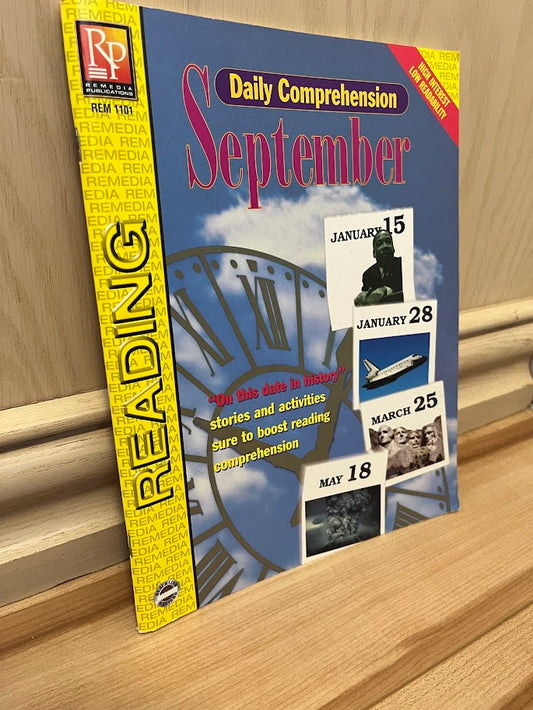 RP
REMEDIA
PUBLICATIONS
REM 1101
READING
HIGH INTEREST
LOW READABILITY
Daily Comprehension
September
JANUARY 15
JANUARY 28
MARCH 25
MAY 18
"On this date in history"
stories and activities
sure to boost reading
comprehension
XII